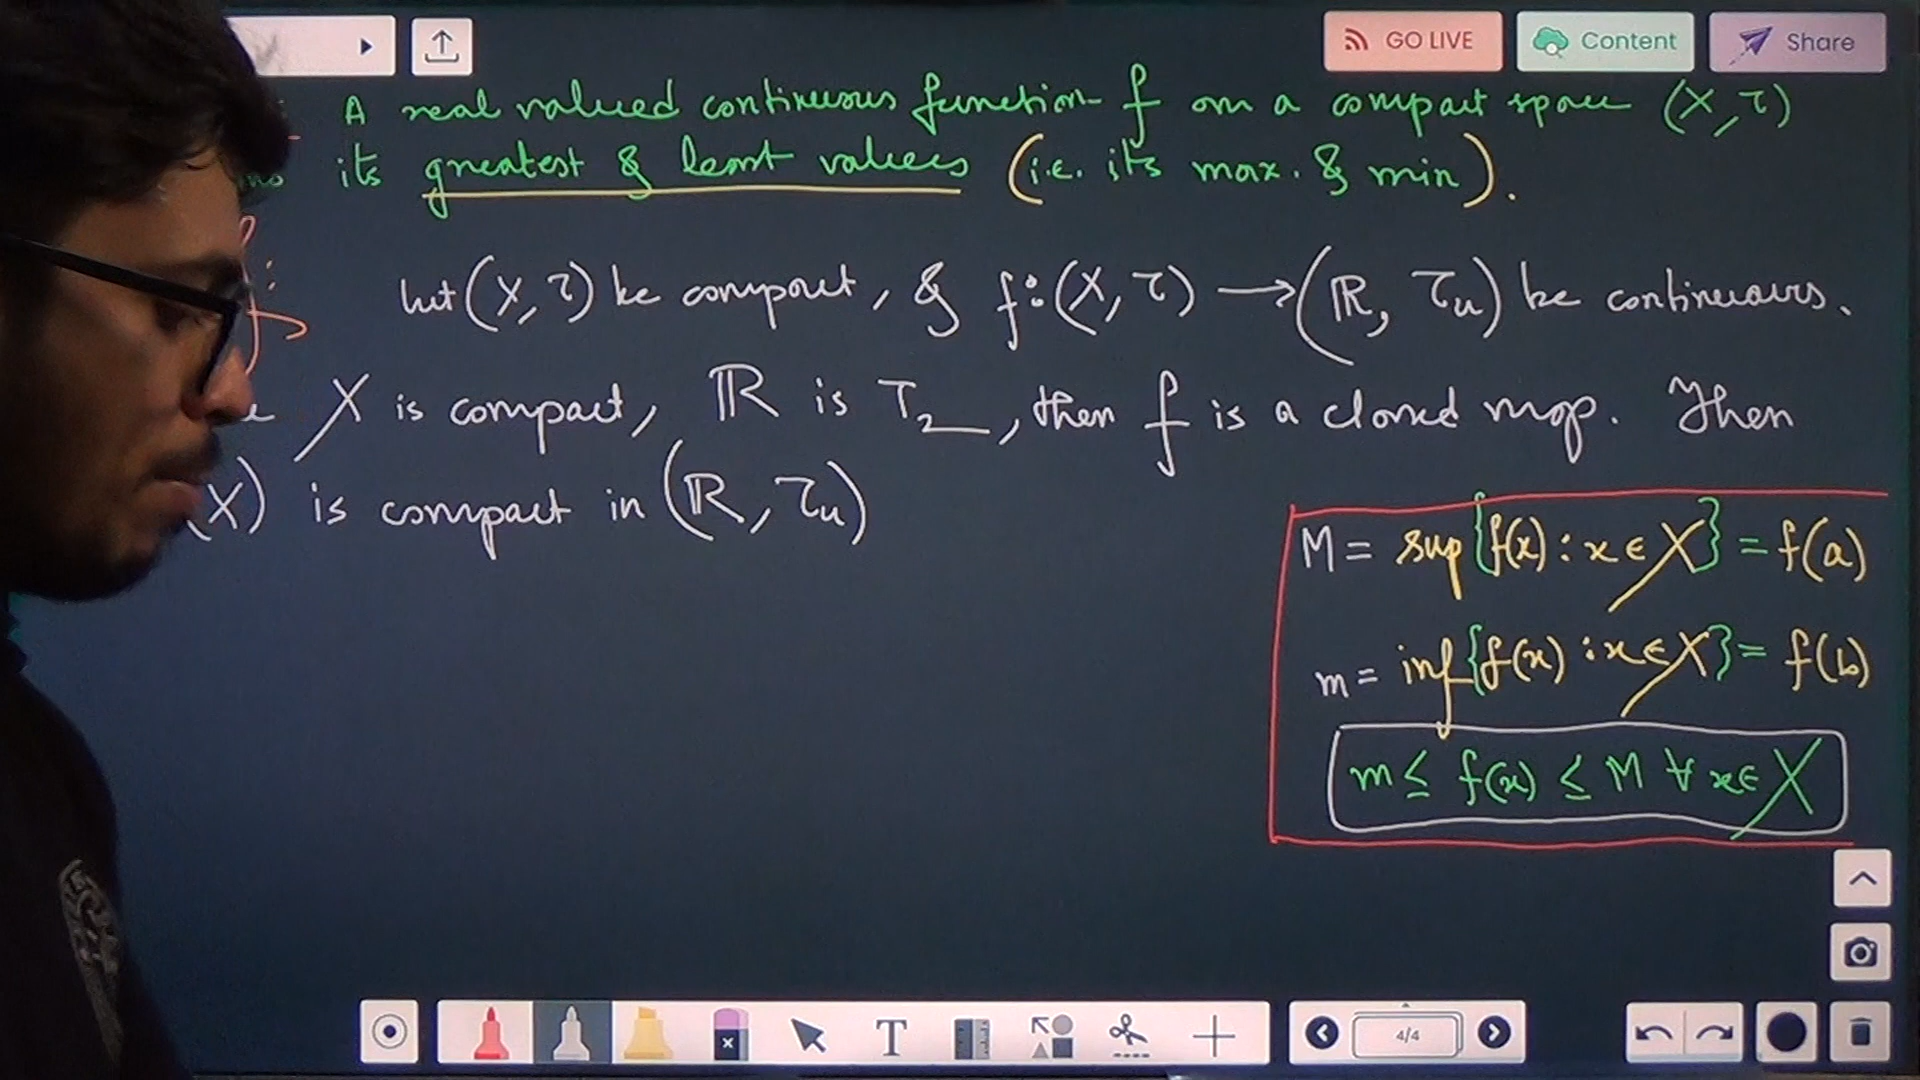 GO LIVE Content Share
A real valued continuous function f on a compact space (X, τ)
its greatest & least values (i.e. its max. & min).
Let (X, τ) be compact, & f: (X, τ) → (ℝ, τu) be continuous.
X is compact, ℝ is T₂, then f is a closed map. Then
(X) is compact in (ℝ, τu)
M = sup{f(x) : x ∈ X} = f(a)
m = inf{f(x) : x ∈ X} = f(b)
m ≤ f(x) ≤ M ∀ x ∈ X
T 4/4